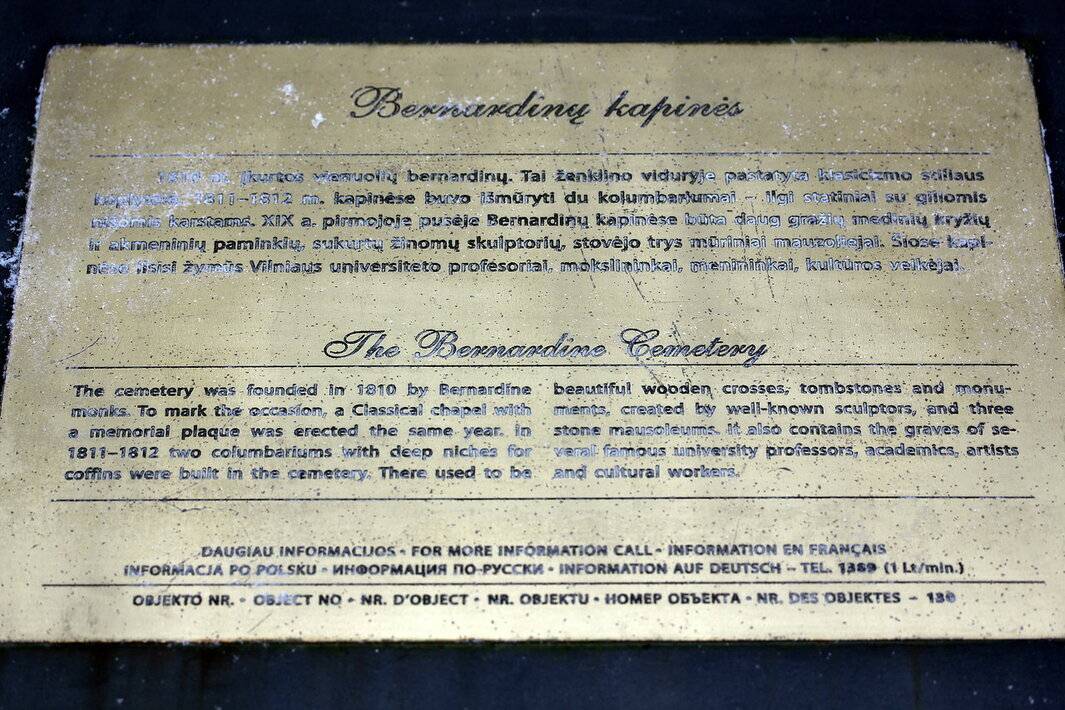 Bernardinų kapinės
1810 m. įkurtos vienuolių bernardinų. Tai ženklino viduryje pastatyta klasicizmo stiliaus
koplytėlė. 1811–1812 m. kapinėse buvo išmūryti du kolumbariumai – ilgi statiniai su giliomis
nišomis karstams. XIX a. pirmojoje pusėje Bernardinų kapinėse būta daug gražių medinių kryžių
ir akmeninių paminklų, sukurtų žinomų skulptorių, stovėjo trys mūriniai mauzoliejai. Šiose kapi-
nėse ilsisi žymūs Vilniaus universiteto profesoriai, mokslininkai, menininkai, kultūros veikėjai.
The Bernardine Cemetery
The cemetery was founded in 1810 by Bernardine
monks. To mark the occasion, a Classical chapel with
a memorial plaque was erected the same year. In
1811–1812 two columbariums with deep niches for
coffins were built in the cemetery. There used to be
beautiful wooden crosses, tombstones and monu-
ments, created by well-known sculptors, and three
stone mausoleums. It also contains the graves of se-
veral famous university professors, academics, artists
and cultural workers.
DAUGIAU INFORMACIJOS • FOR MORE INFORMATION CALL • INFORMATION EN FRANÇAIS
INFORMACJA PO POLSKU • ИНФОРМАЦИЯ ПО-РУССКИ • INFORMATION AUF DEUTSCH – TEL. 1389 (1 Lt/min.)
OBJEKTO NR. • OBJECT NO • NR. D'OBJECT • NR. OBJEKTU • НОМЕР ОБЪЕКТА • NR. DES OBJEKTES –